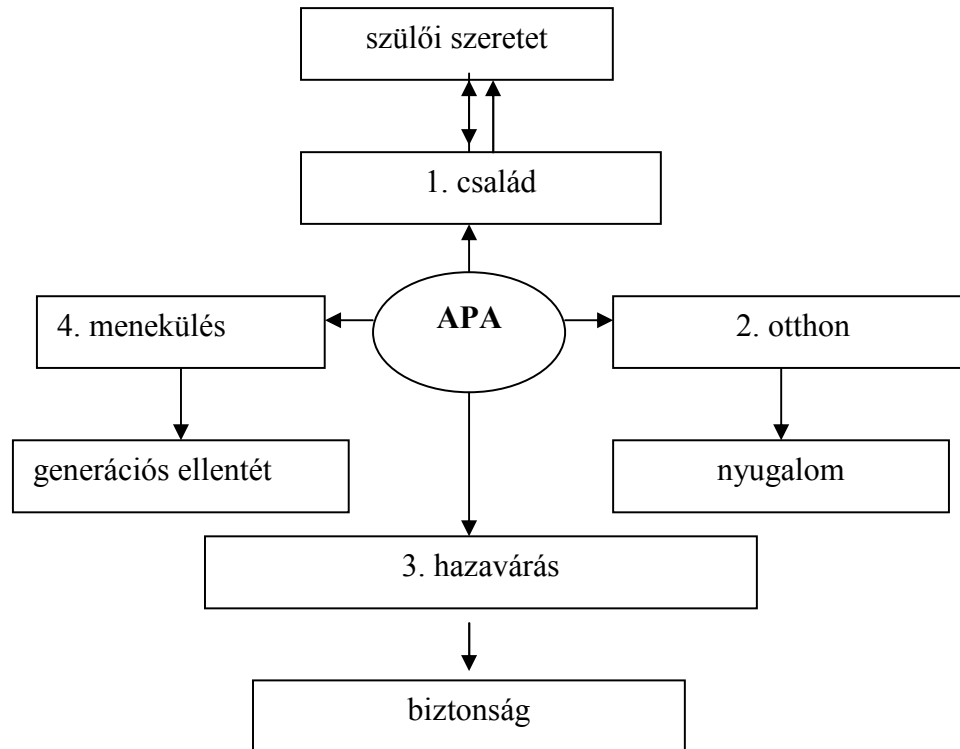 szülői szeretet
1. család
APA
4. menekülés
2. otthon
generációs ellentét
nyugalom
3. hazavárás
biztonság